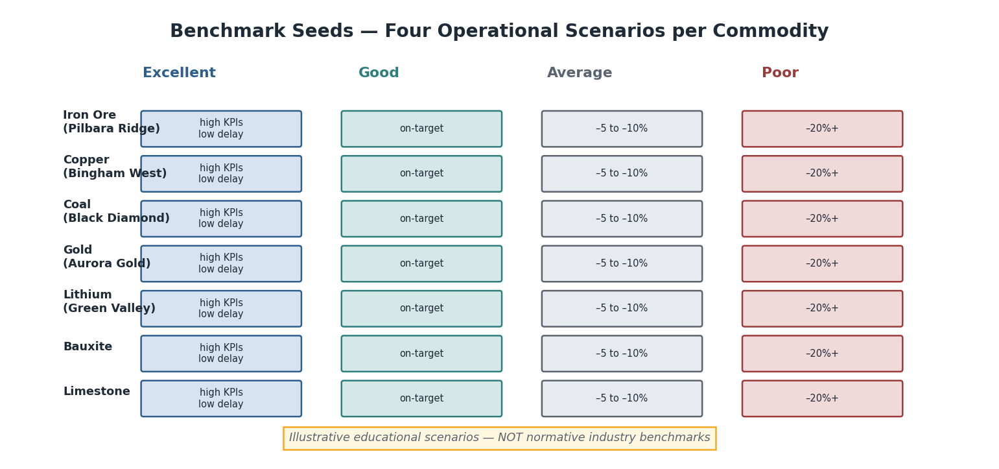 Benchmark Seeds — Four Operational Scenarios per Commodity
Excellent
Good
Average
Poor
Iron Ore
(Pilbara Ridge)
high KPIs
low delay
on-target
–5 to –10%
–20%+
Copper
(Bingham West)
high KPIs
low delay
on-target
–5 to –10%
–20%+
Coal
(Black Diamond)
high KPIs
low delay
on-target
–5 to –10%
–20%+
Gold
(Aurora Gold)
high KPIs
low delay
on-target
–5 to –10%
–20%+
Lithium
(Green Valley)
high KPIs
low delay
on-target
–5 to –10%
–20%+
Bauxite
high KPIs
low delay
on-target
–5 to –10%
–20%+
Limestone
high KPIs
low delay
on-target
–5 to –10%
–20%+
Illustrative educational scenarios — NOT normative industry benchmarks